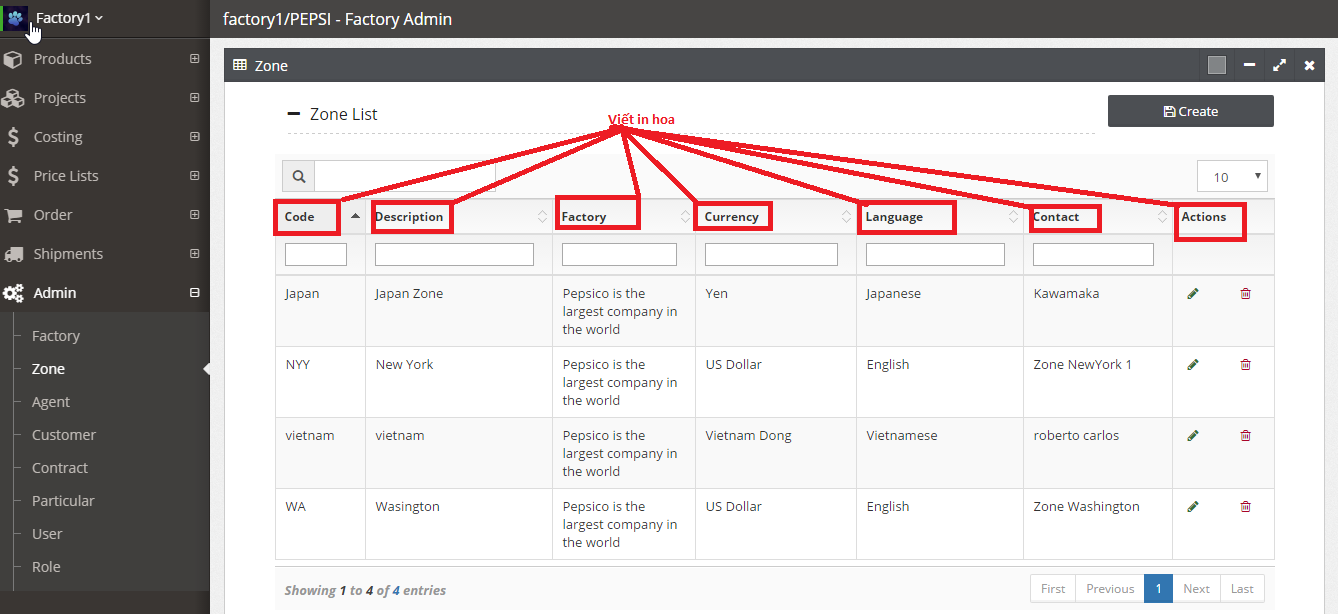 Factory1
factory1/PEPSI - Factory Admin
Products
Projects
Costing
Price Lists
Order
Shipments
Admin
Factory
Zone
Agent
Customer
Contract
Particular
User
Role
Zone
Zone List
Create
Viết in hoa
10
Code Description Factory Currency Language Contact Actions
Japan Japan Zone Pepsico is the Yen Japanese Kawamaka
largest company in
the world
NYY New York Pepsico is the US Dollar English Zone NewYork 1
largest company in
the world
vietnam vietnam Pepsico is the Vietnam Dong Vietnamese roberto carlos
largest company in
the world
WA Wasington Pepsico is the US Dollar English Zone Washington
largest company in
the world
Showing 1 to 4 of 4 entries
First Previous 1 Next Last